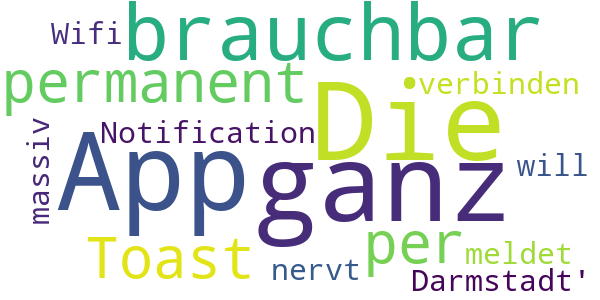 Wifi
brauchbar
permanent
Die
verbinden
massiv
Notification
App
ganz
will
Toast
per
meldet
nervt
Darmstadt'